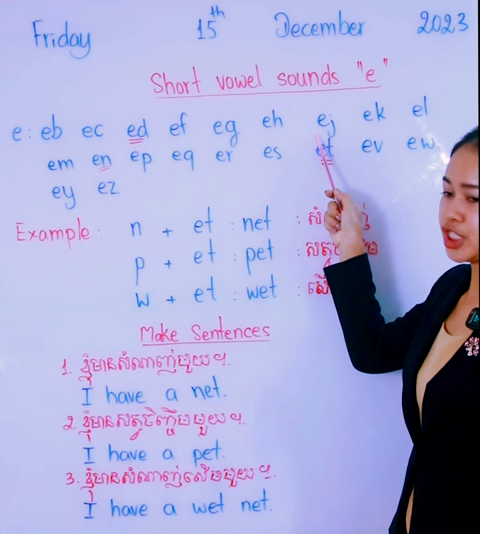 Friday 15th December 2023
Short vowel sounds "e"
e: eb ec ed ef eg eh ej ek el
em en ep eq er es et ev ew
ey ez
Example: n + et : net : សំ
p + et : pet : សត្វចិញ្ចឹម
w + et : wet : សើម
Make Sentences
1. ខ្ញុំមានសំណាញ់មួយ។
I have a net.
2. ខ្ញុំមានសត្វចិញ្ចឹមមួយ។
I have a pet.
3. ខ្ញុំមានសំណាញ់សើមមួយ។
I have a wet net.